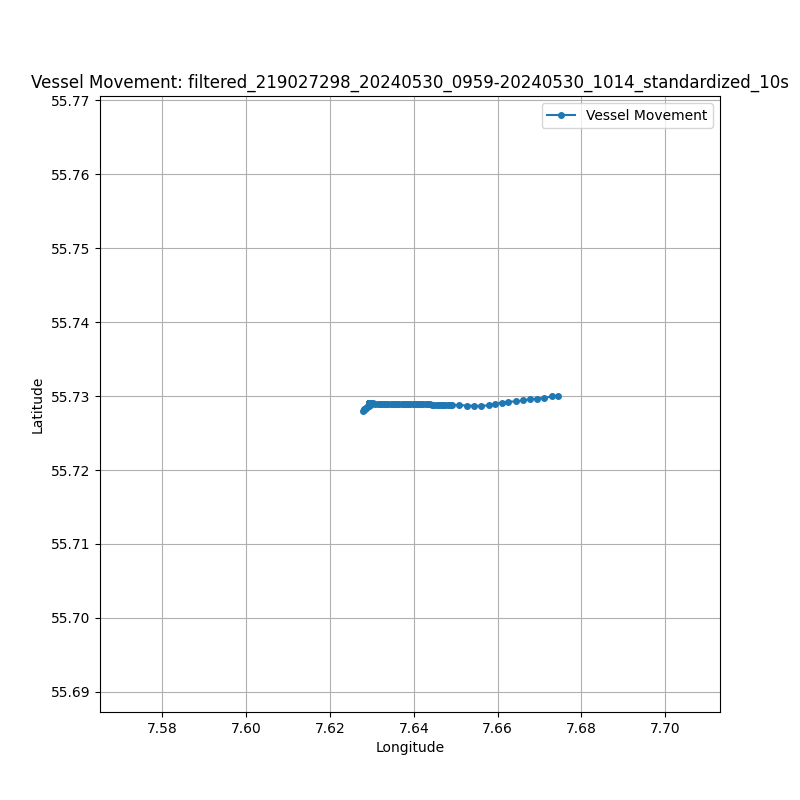 Vessel Movement: filtered_219027298_20240530_0959-20240530_1014_standardized_10s
Vessel Movement
55.77
55.76
55.75
55.74
55.73
55.72
55.71
55.70
55.69
Latitude
7.58 7.60 7.62 7.64 7.66 7.68 7.70
Longitude